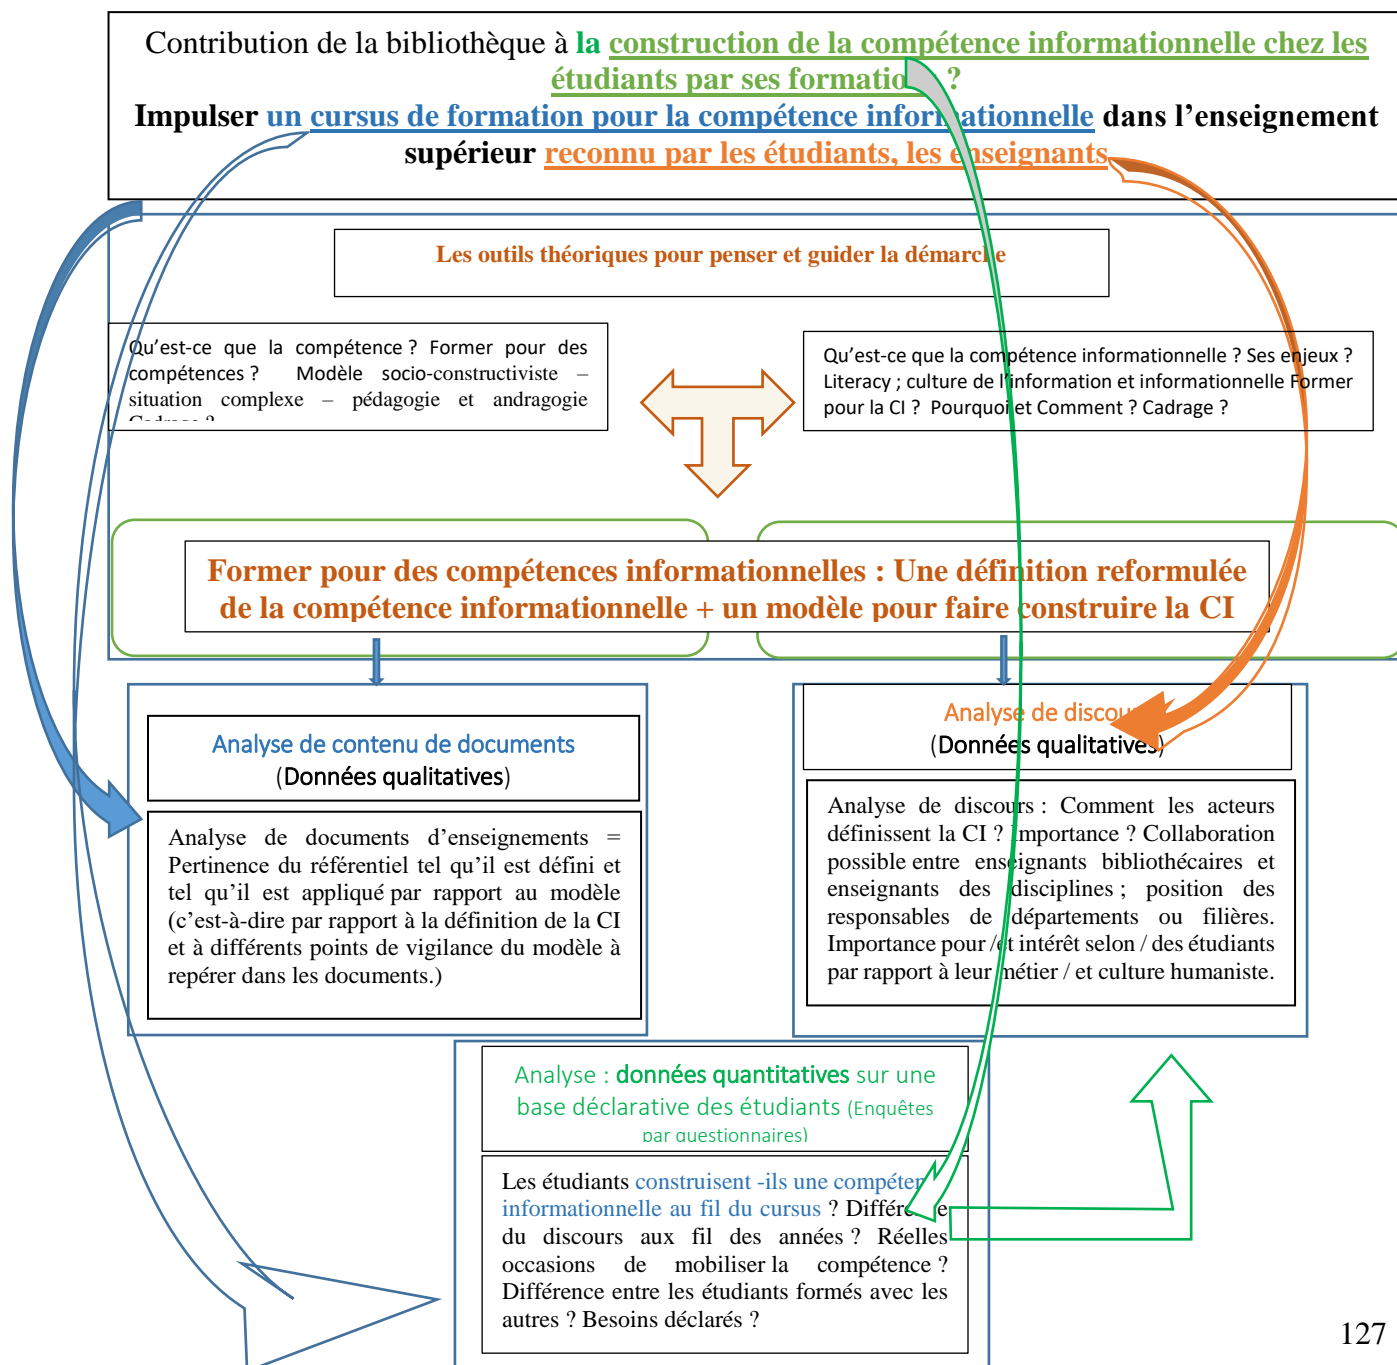 Contribution de la bibliothèque à la construction de la compétence informationnelle chez les
étudiants par ses formation ?
Impulser un cursus de formation pour la compétence informationnelle dans l’enseignement
supérieur reconnu par les étudiants, les enseignants
Les outils théoriques pour penser et guider la démarche
Qu’est-ce que la compétence ? Former pour des
compétences ? Modèle socio-constructiviste –
situation complexe – pédagogie et andragogie
Cadrage ?
Qu’est-ce que la compétence informationnelle ? Ses enjeux ?
Literacy ; culture de l’information et informationnelle Former
pour la CI ? Pourquoi et Comment ? Cadrage ?
Former pour des compétences informationnelles : Une définition reformulée
de la compétence informationnelle + un modèle pour faire construire la CI
Analyse de contenu de documents
(Données qualitatives)
Analyse de documents d’enseignements =
Pertinence du référentiel tel qu’il est défini et
tel qu’il est appliqué par rapport au modèle
(c’est-à-dire par rapport à la définition de la CI
et à différents points de vigilance du modèle à
repérer dans les documents.)
Analyse de discou
(Données qualitatives)
Analyse de discours : Comment les acteurs
définissent la CI ? Importance ? Collaboration
possible entre enseignants bibliothécaires et
enseignants des disciplines ; position des
responsables de départements ou filières.
Importance pour /et intérêt selon / des étudiants
par rapport à leur métier / et culture humaniste.
Analyse : données quantitatives sur une
base déclarative des étudiants (Enquêtes
par questionnaires)
Les étudiants construisent -ils une compéten
informationnelle au fil du cursus ? Différence
du discours aux fil des années ? Réelles
occasions de mobiliser la compétence ?
Différence entre les étudiants formés avec les
autres ? Besoins déclarés ?
127